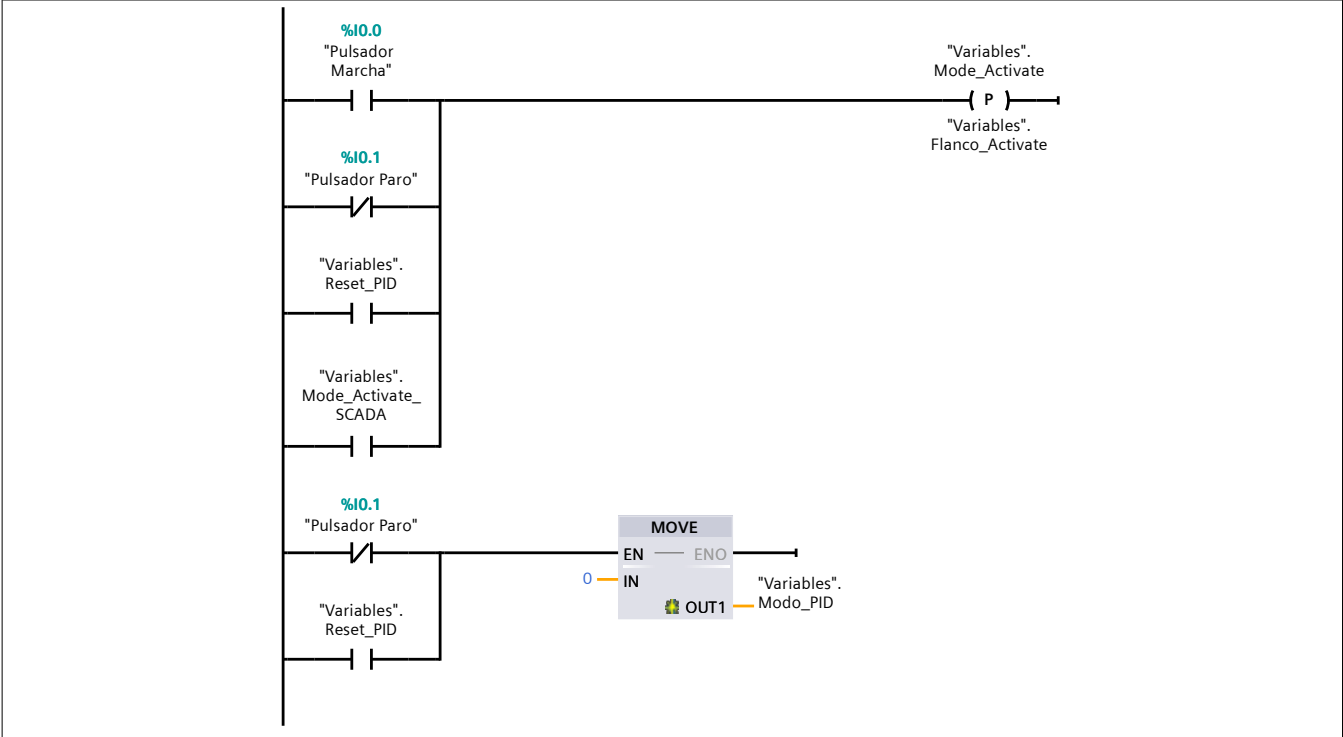 %I0.0
"Pulsador
Marcha"
"Variables".
Mode_Activate
P
"Variables".
Flanco_Activate
%I0.1
"Pulsador Paro"
"Variables".
Reset_PID
"Variables".
Mode_Activate_
SCADA
%I0.1
"Pulsador Paro"
MOVE
EN ENO
0 IN
"Variables".
OUT1 Modo_PID
"Variables".
Reset_PID